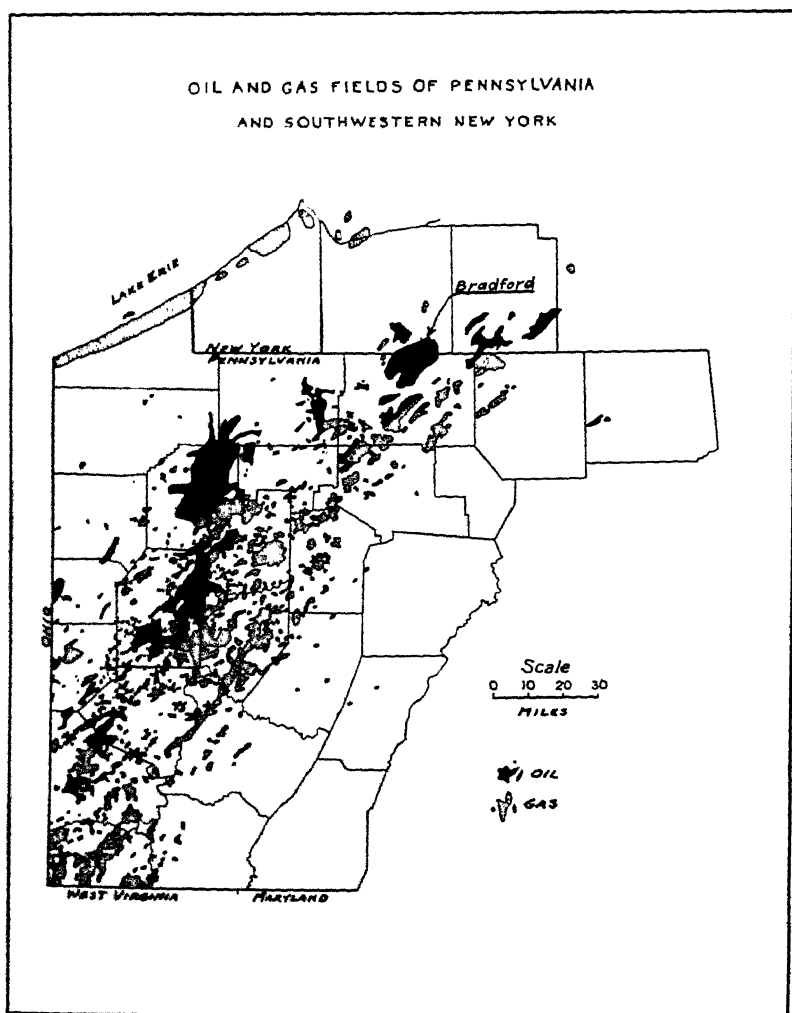 OIL AND GAS FIELDS OF PENNSYLVANIA
AND SOUTHWESTERN NEW YORK
LAKE ERIE
Bradford
NEW YORK
PENNSYLVANIA
OHIO
Scale
0 10 20 30
MILES
OIL
GAS
WEST VIRGINIA
MARYLAND